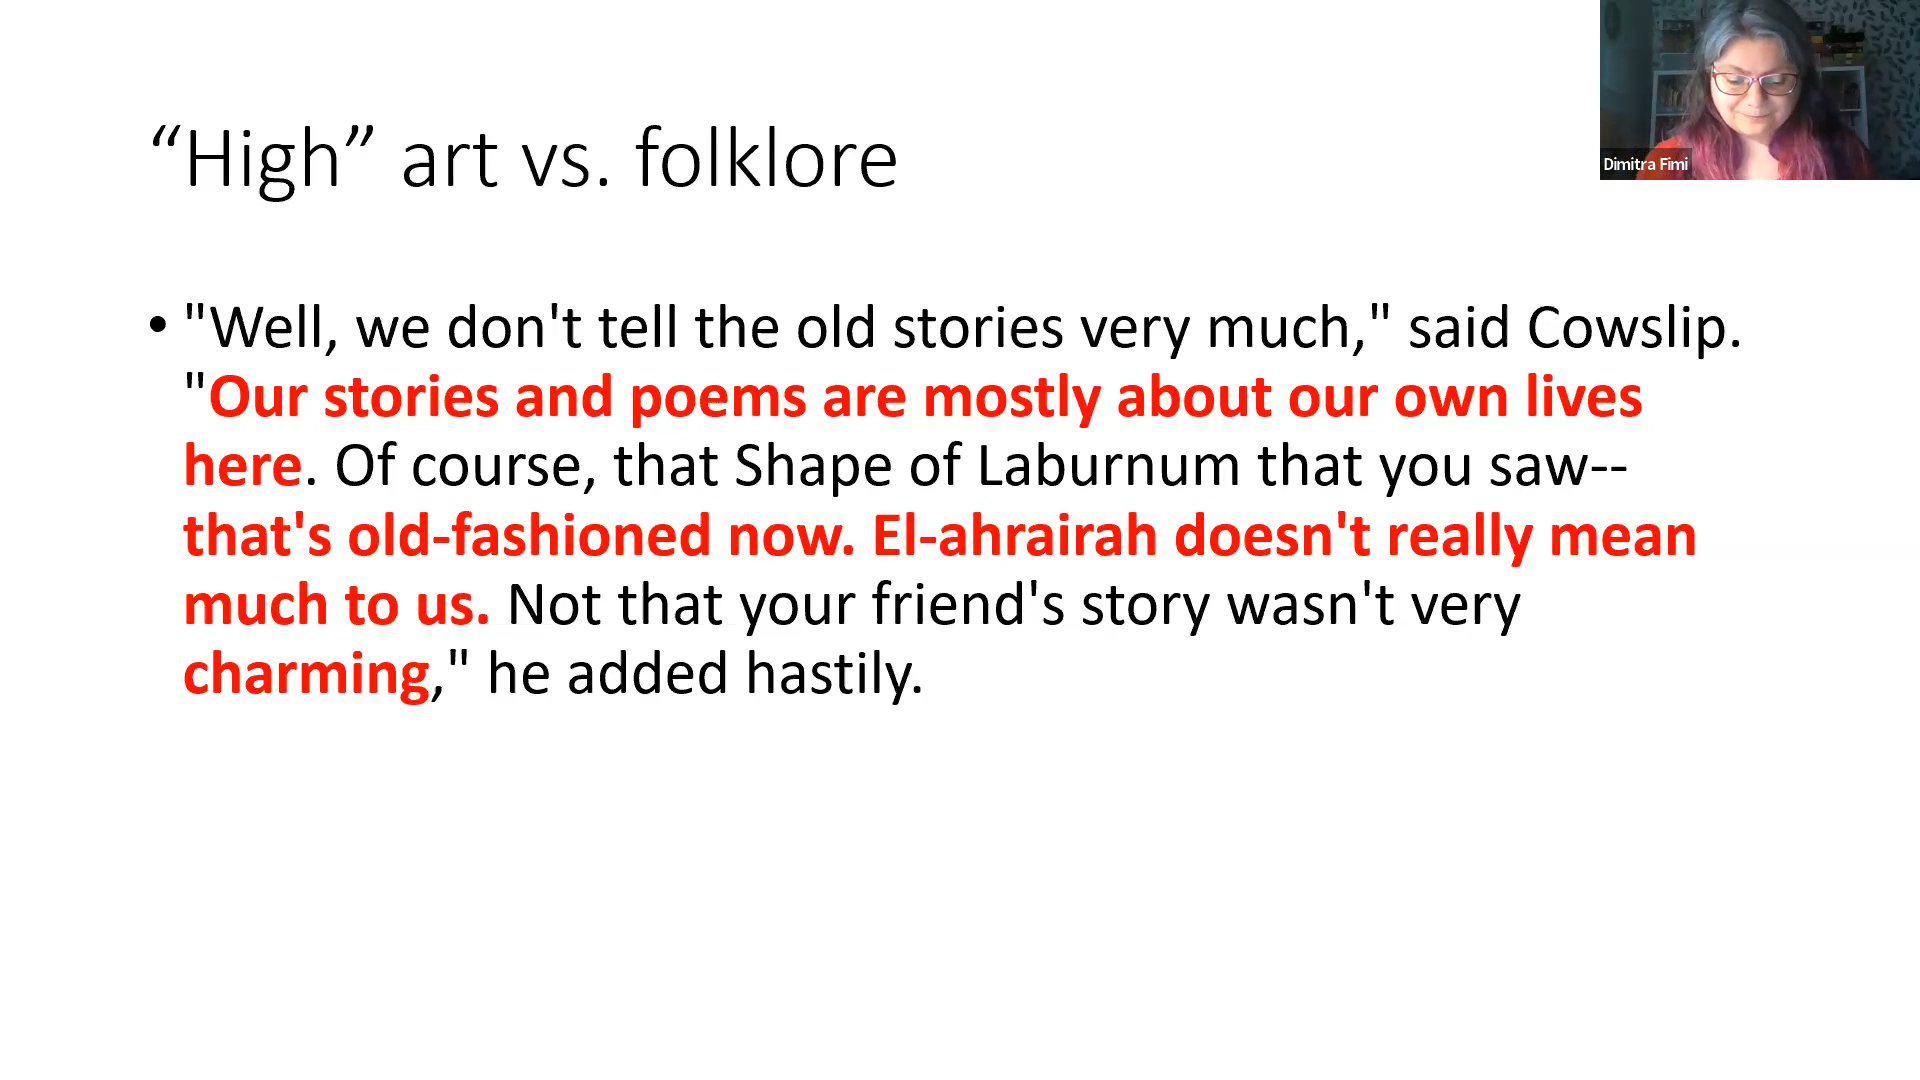 “High” art vs. folklore
Dimitra Fimi
• "Well, we don't tell the old stories very much," said Cowslip.
"Our stories and poems are mostly about our own lives
here. Of course, that Shape of Laburnum that you saw--
that's old-fashioned now. El-ahrairah doesn't really mean
much to us. Not that your friend's story wasn't very
charming," he added hastily.